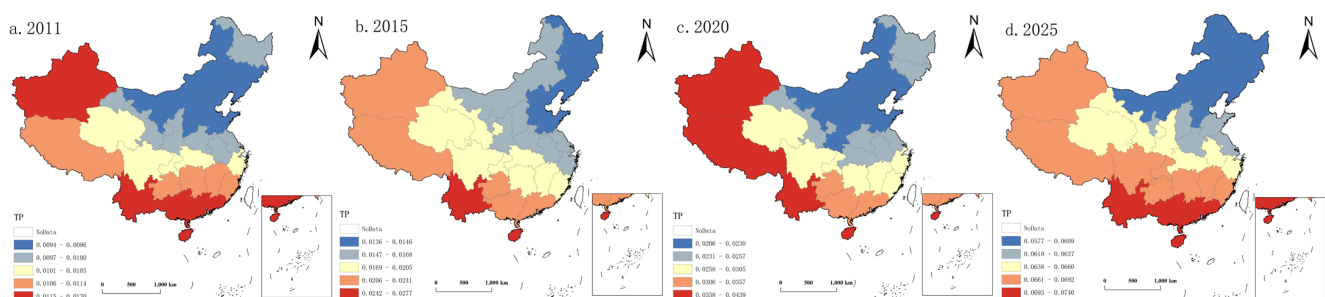 a. 2011
N
TP
NoData
0.0094 - 0.0096
0.0097 - 0.0100
0.0101 - 0.0105
0.0106 - 0.0114
0.0115 - 0.0120
0 500 1,000 km
b. 2015
N
TP
NoData
0.0136 - 0.0146
0.0147 - 0.0168
0.0169 - 0.0205
0.0206 - 0.0241
0.0242 - 0.0277
0 500 1,000 km
c. 2020
N
TP
NoData
0.0206 - 0.0230
0.0231 - 0.0257
0.0258 - 0.0305
0.0306 - 0.0357
0.0358 - 0.0439
0 500 1,000 km
d. 2025
N
TP
NoData
0.0577 - 0.0609
0.0610 - 0.0637
0.0638 - 0.0660
0.0661 - 0.0692
0.0693 - 0.0740
0 500 1,000 km